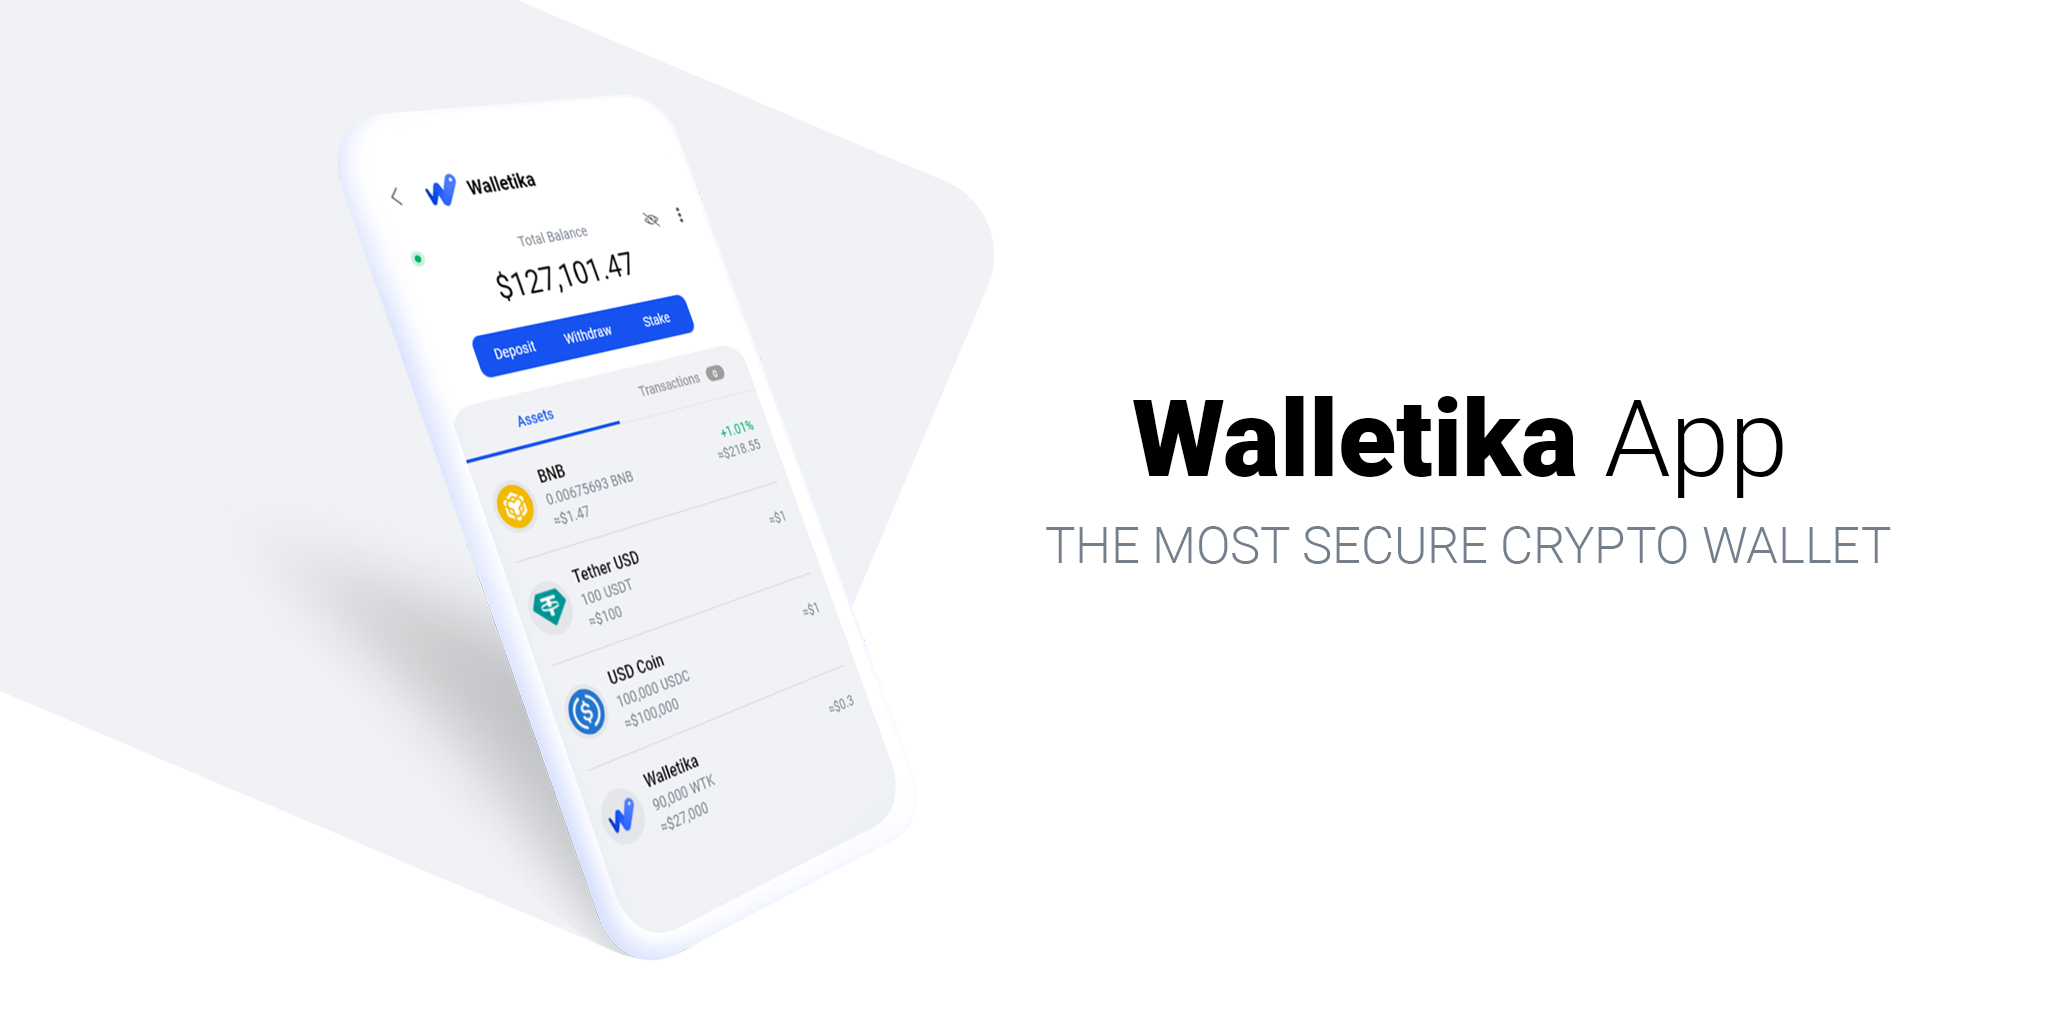 Walletika
Total Balance
$127,101.47
Deposit Withdraw Stake
Assets Transactions 0
BNB +1.01%
0.00675693 BNB ≈$218.55
≈$1.47
Tether USD ≈$1
100 USDT
≈$100
USD Coin ≈$1
100,000 USDC
≈$100,000
Walletika ≈$0.3
90,000 WTK
≈$27,000
Walletika App
THE MOST SECURE CRYPTO WALLET